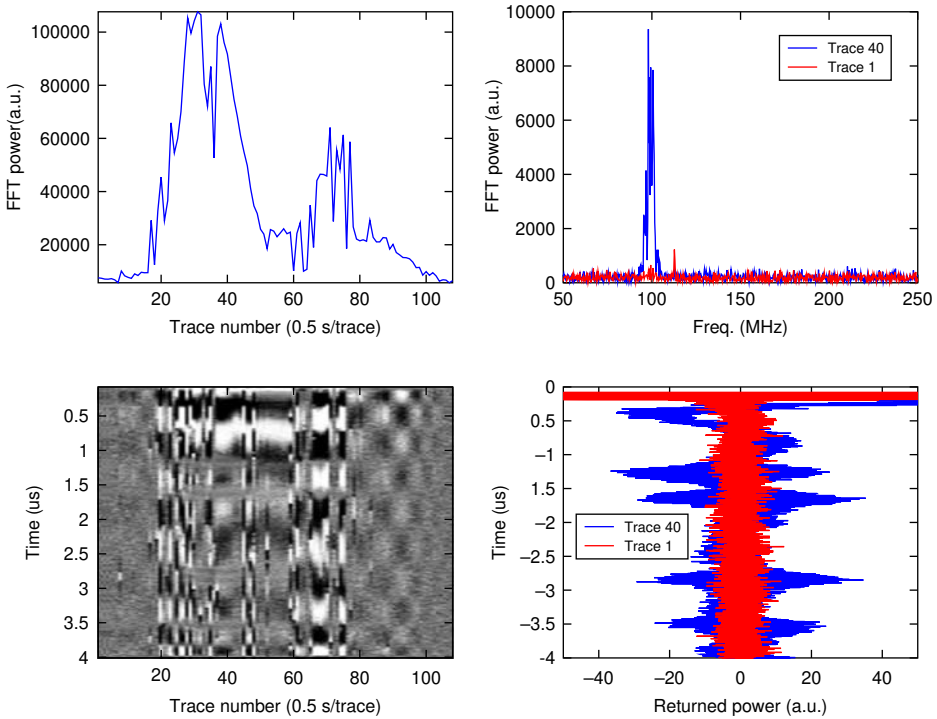 100000
80000
60000
40000
20000
FFT power(a.u.)
20 40 60 80 100
Trace number (0.5 s/trace)
10000
8000
6000
4000
2000
0
FFT power (a.u.)
Trace 40
Trace 1
50 100 150 200 250
Freq. (MHz)
0.5
1
1.5
2
2.5
3
3.5
4
Time (us)
20 40 60 80 100
Trace number (0.5 s/trace)
0
0.5
-1
-1.5
-2
-2.5
-3
-3.5
-4
Time (us)
Trace 40
Trace 1
−40 −20 0 20 40
Returned power (a.u.)